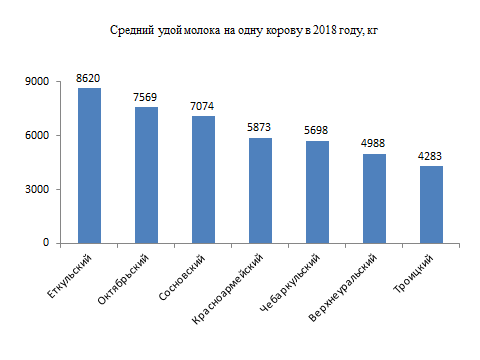 Средний удой молока на одну корову в 2018 году, кг
9000
6000
3000
0
8620
7569
7074
5873
5698
4988
4283
Еткульский
Октябрьский
Сосновский
Красноармейский
Чебаркульский
Верхнеуральский
Троицкий